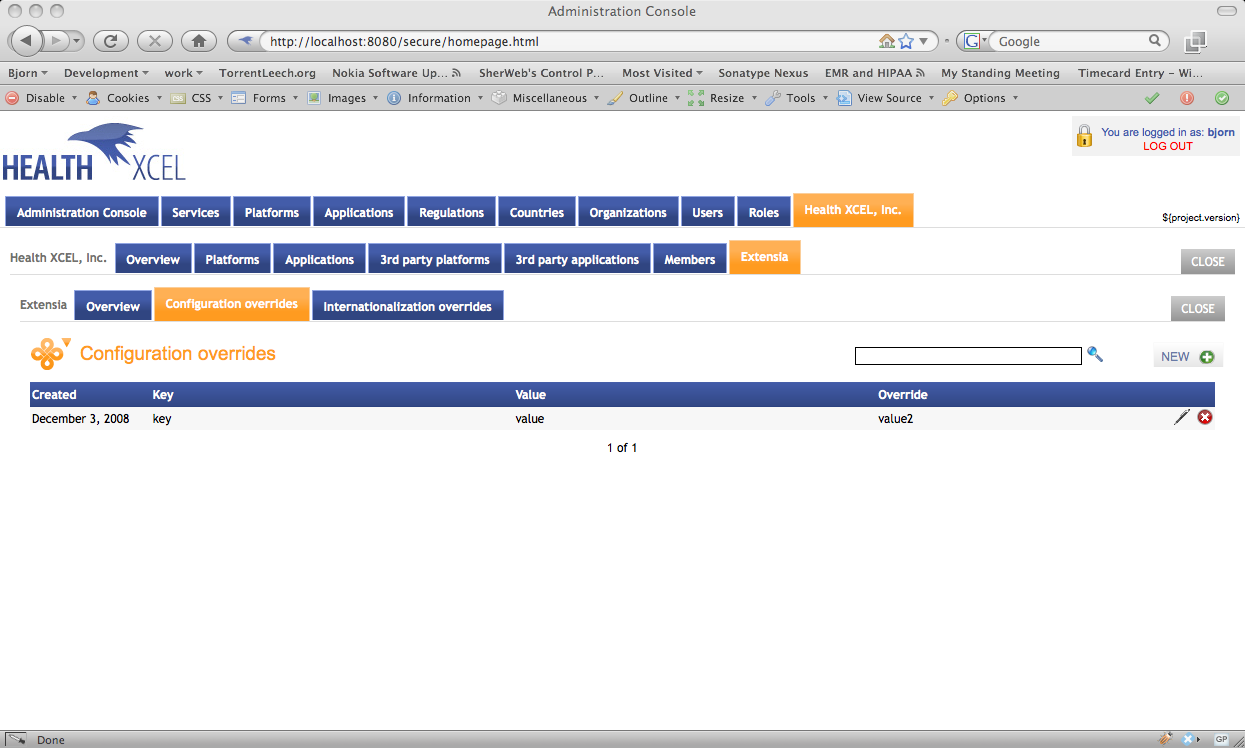 Administration Console
http://localhost:8080/secure/homepage.html
G Google
Bjorn Development work TorrentLeech.org Nokia Software Up... SherWeb's Control P... Most Visited Sonatype Nexus EMR and HIPAA My Standing Meeting Timecard Entry – Wi...
Disable Cookies CSS CSS Forms Images Information Miscellaneous Outline Resize Tools View Source Options
HEALTH XCEL
You are logged in as: bjorn
LOG OUT
Administration Console Services Platforms Applications Regulations Countries Organizations Users Roles Health XCEL, Inc.
${project.version}
Health XCEL, Inc. Overview Platforms Applications 3rd party platforms 3rd party applications Members Extensia CLOSE
Extensia Overview Configuration overrides Internationalization overrides CLOSE
Configuration overrides NEW
Created Key Value Override
December 3, 2008 key value value2
1 of 1
Done GP